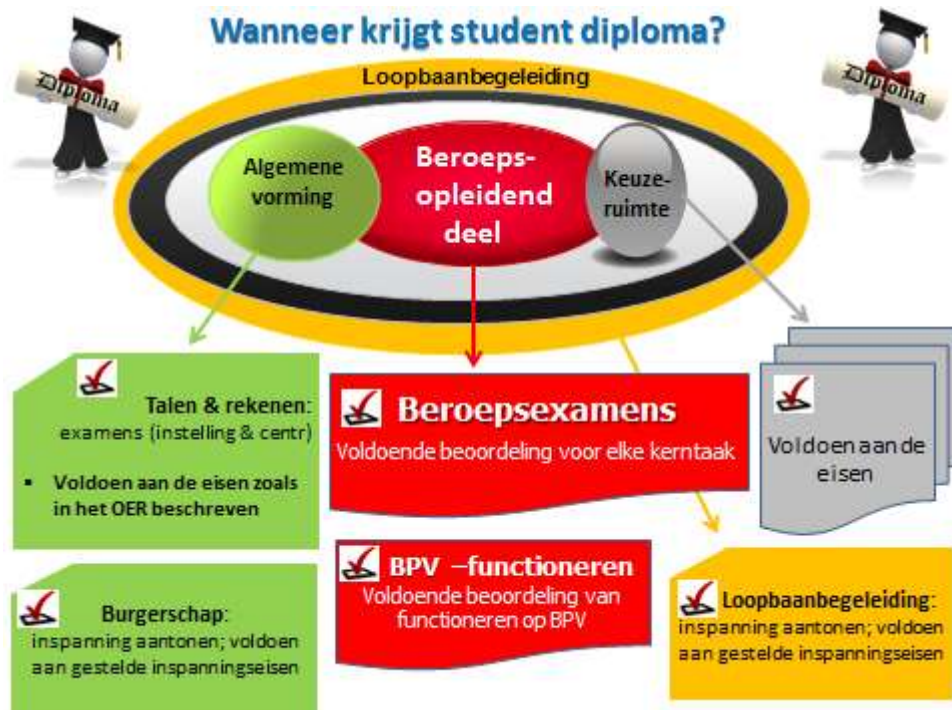 Wanneer krijgt student diploma?
Diploma
Diploma
Loopbaanbegeleiding
Algemene
vorming
Beroeps-
opleidend
deel
Keuze-
ruimte
Talen & rekenen:
examens (instelling & centr)
▪ Voldoen aan de eisen zoals
in het OER beschreven
Beroepsexamens
Voldoende beoordeling voor elke kerntaak
Voldoen aan de
eisen
Burgerschap:
inspanning aantonen; voldoen
aan gestelde inspanningseisen
BPV –functioneren
Voldoende beoordeling van
functioneren op BPV
Loopbaanbegeleiding:
inspanning aantonen; voldoen
aan gestelde inspanningseisen